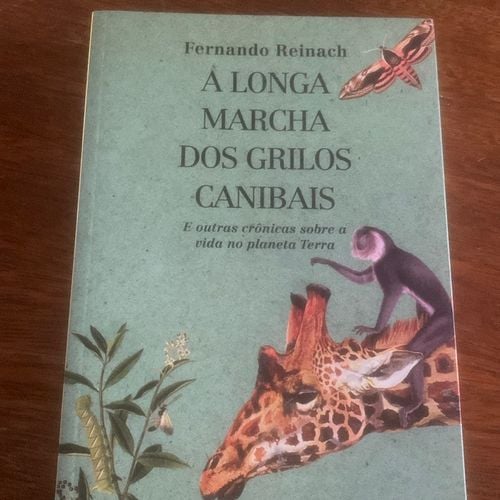 Fernando Reinach
A LONGA
MARCHA
DOS GRILOS
CANIBAIS
E outras crônicas sobre a
vida no planeta Terra